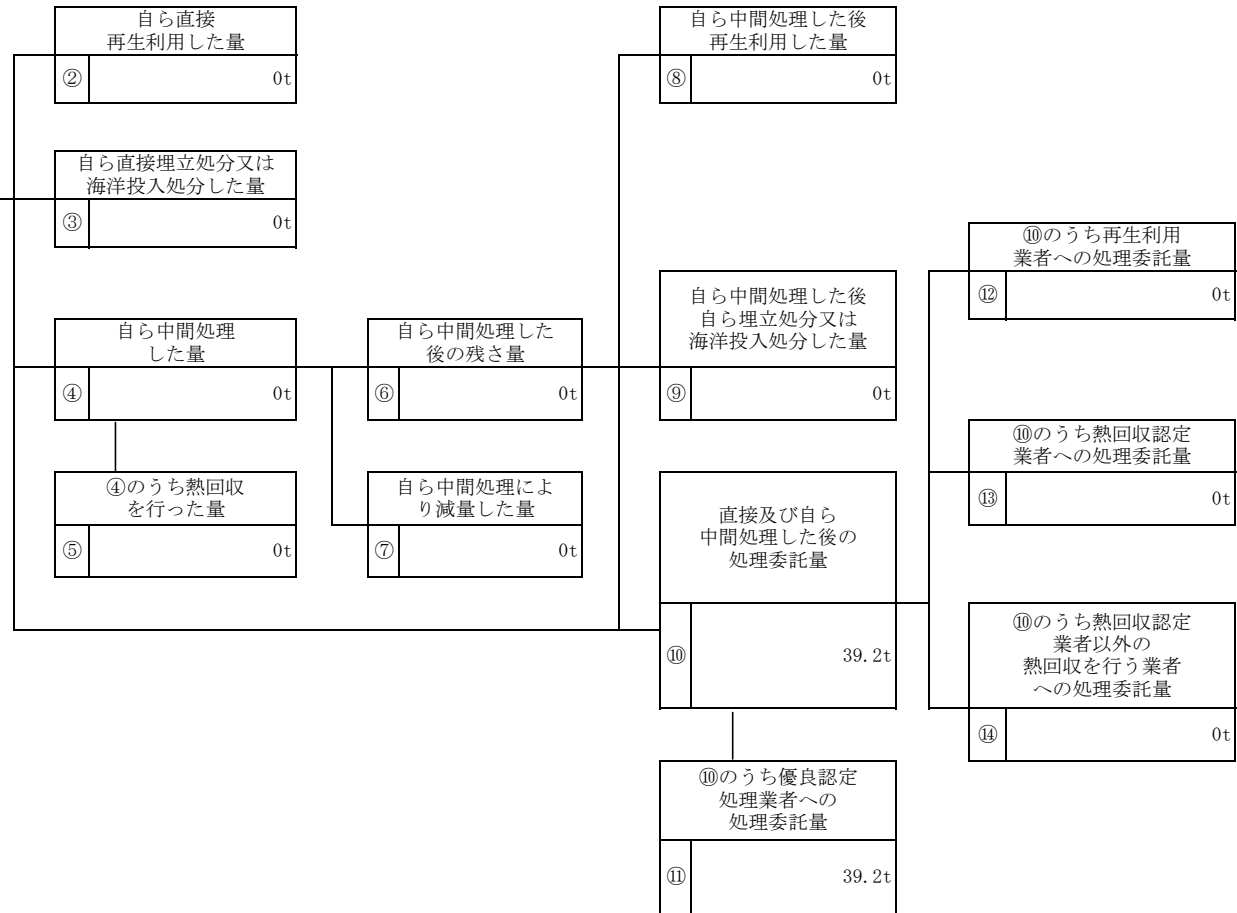 自ら直接
再生利用した量
② 0t
自ら中間処理した後
再生利用した量
⑧ 0t
自ら直接埋立処分又は
海洋投入処分した量
③ 0t
⑩のうち再生利用
業者への処理委託量
⑫ 0t
自ら中間処理
した量
④ 0t
自ら中間処理した
後の残さ量
⑥ 0t
自ら中間処理した後
自ら埋立処分又は
海洋投入処分した量
⑨ 0t
⑩のうち熱回収認定
業者への処理委託量
⑬ 0t
④のうち熱回収
を行った量
⑤ 0t
自ら中間処理によ
り減量した量
⑦ 0t
直接及び自ら
中間処理した後の
処理委託量
⑩ 39.2t
⑩のうち熱回収認定
業者以外の
熱回収を行う業者
への処理委託量
⑭ 0t
⑩のうち優良認定
処理業者への
処理委託量
⑪ 39.2t